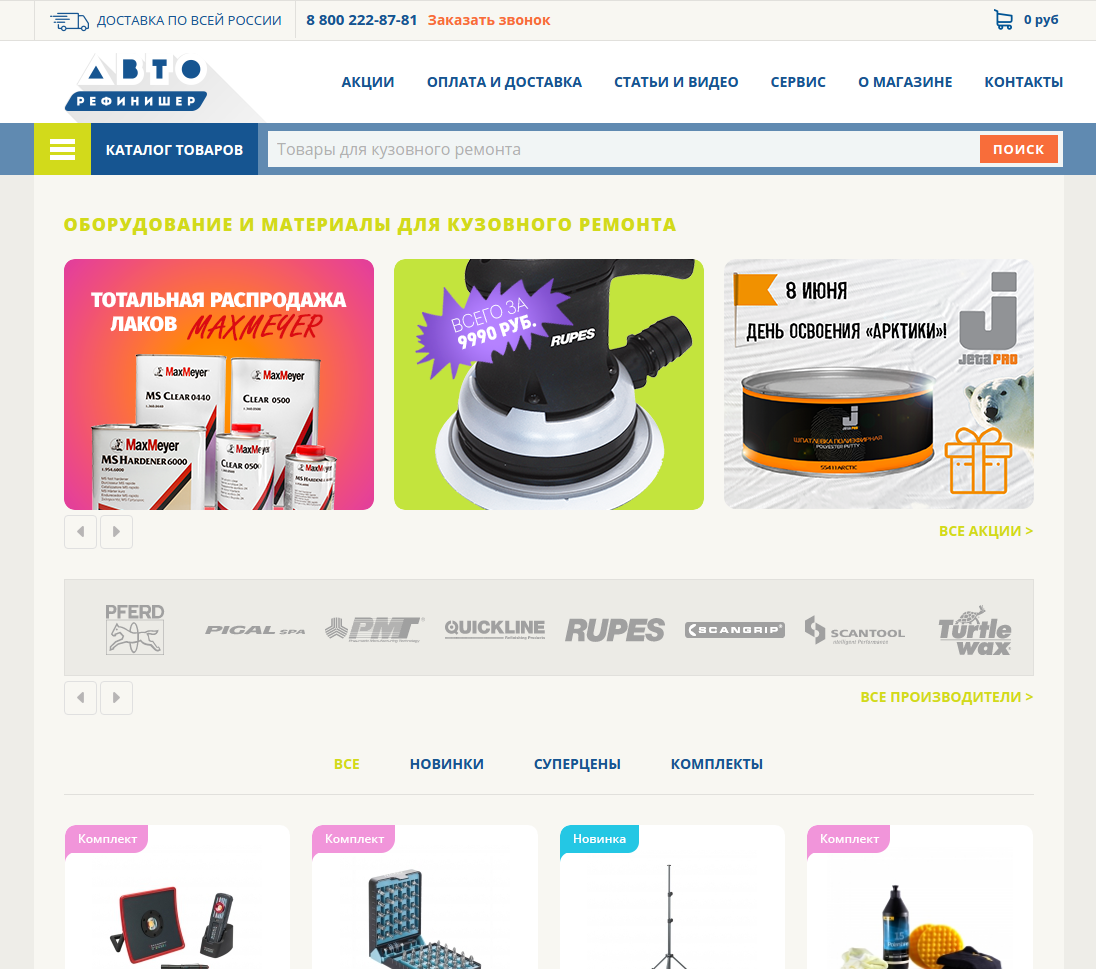 ДОСТАВКА ПО ВСЕЙ РОССИИ
8 800 222-87-81 Заказать звонок
0 руб
АВТО
РЕФИНИШЕР
АКЦИИ
ОПЛАТА И ДОСТАВКА
СТАТЬИ И ВИДЕО
СЕРВИС
О МАГАЗИНЕ
КОНТАКТЫ
КАТАЛОГ ТОВАРОВ
Товары для кузовного ремонта
ПОИСК
ОБОРУДОВАНИЕ И МАТЕРИАЛЫ ДЛЯ КУЗОВНОГО РЕМОНТА
ТОТАЛЬНАЯ РАСПРОДАЖА
ЛАКОВ MAXMEYER
MaxMeyer
MS CLEAR 0440
MaxMeyer
CLEAR 0500
MaxMeyer
MS HARDENER 6000
MaxMeyer
CLEAR 0500
MaxMeyer
ВСЕГО ЗА
9990 РУБ.
RUPES
8 ИЮНЯ
ДЕНЬ ОСВОЕНИЯ «АРКТИКИ»!
Jeta PRO
JETA PRO
ШПАТЛЕВКА ПОЛИЭФИРНАЯ
POLYESTER PUTTY
5541 ARCTIC
ВСЕ АКЦИИ >
PFERD
PIGAL SPA
PMT
QUICKLINE
RUPES
SCANGRIP
SCANTOOL
Intelligent Performance
Turtle
wax
ВСЕ ПРОИЗВОДИТЕЛИ >
ВСЕ
НОВИНКИ
СУПЕРЦЕНЫ
КОМПЛЕКТЫ
Комплект
Комплект
Новинка
Комплект